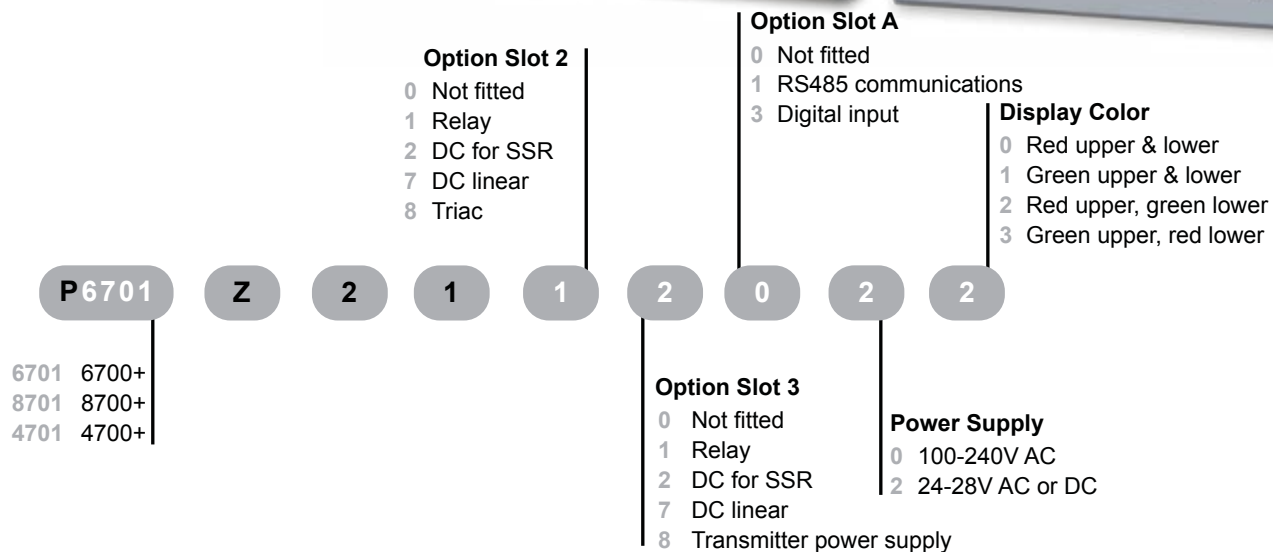 Option Slot A
0 Not fitted
1 RS485 communications
3 Digital input
Option Slot 2
0 Not fitted
1 Relay
2 DC for SSR
7 DC linear
8 Triac
Display Color
0 Red upper & lower
1 Green upper & lower
2 Red upper, green lower
3 Green upper, red lower
P6701 Z 2 1 1 2 0 2 2
6701 6700+
8701 8700+
4701 4700+
Option Slot 3
0 Not fitted
1 Relay
2 DC for SSR
7 DC linear
8 Transmitter power supply
Power Supply
0 100-240V AC
2 24-28V AC or DC